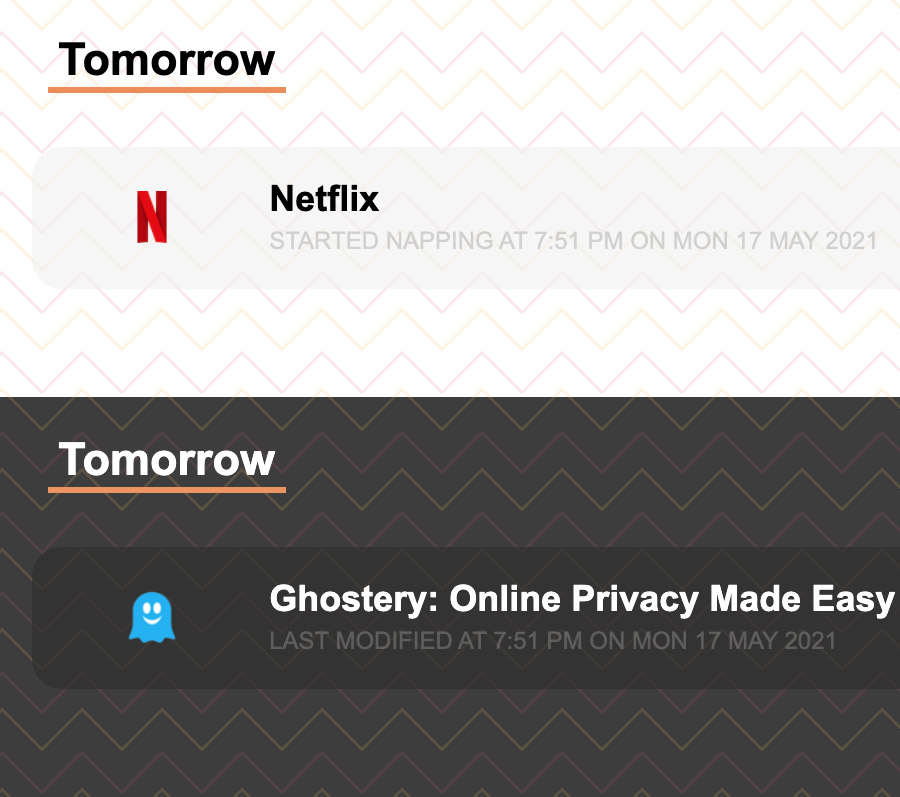 Tomorrow
Netflix
STARTED NAPPING AT 7:51 PM ON MON 17 MAY 2021
Tomorrow
Ghostery: Online Privacy Made Easy
LAST MODIFIED AT 7:51 PM ON MON 17 MAY 2021